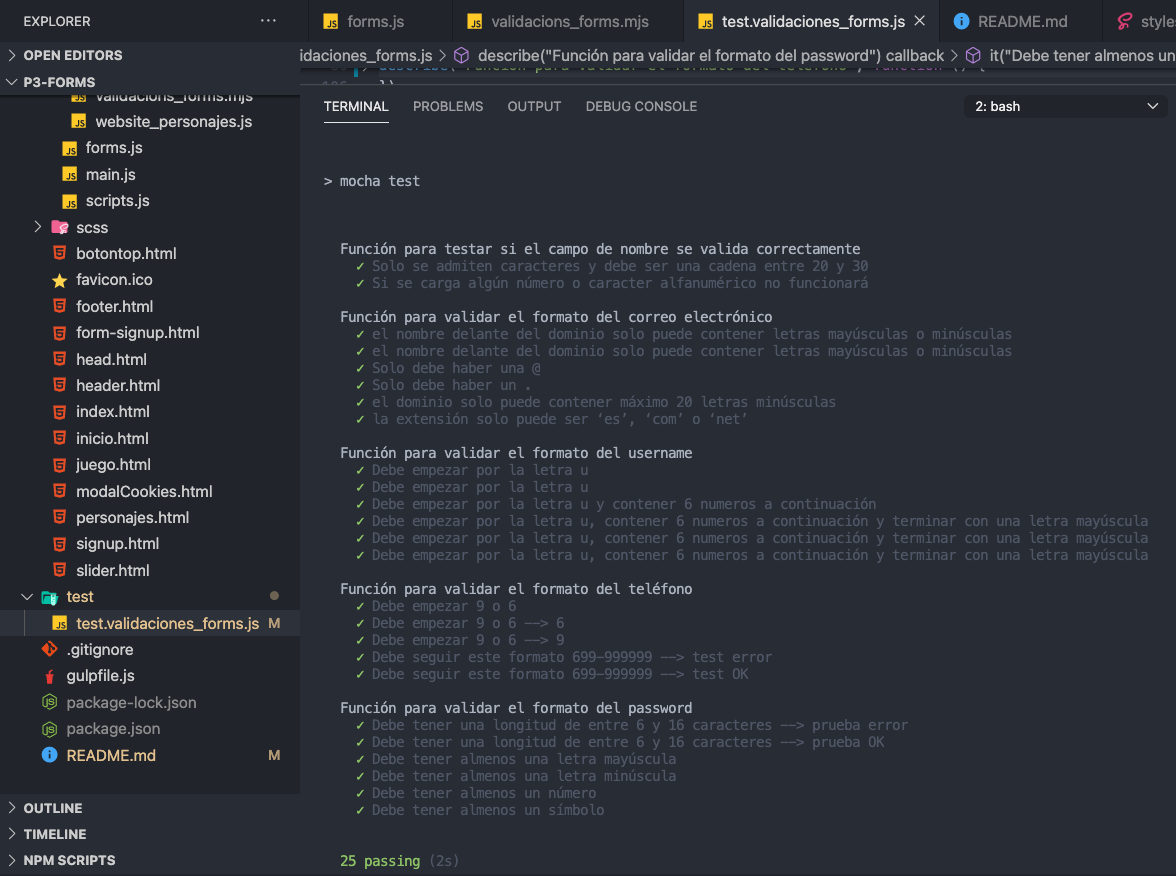 EXPLORER
···
forms.js
validacions_forms.mjs
test.validaciones_forms.js
README.md
style
OPEN EDITORS
idaciones_forms.js > describe("Función para validar el formato del password") callback > it("Debe tener almenos un
P3-FORMS
validacions_forms.mjs
website_personajes.js
forms.js
main.js
scripts.js
scss
botontop.html
favicon.ico
footer.html
form-signup.html
head.html
header.html
index.html
inicio.html
juego.html
modalCookies.html
personajes.html
signup.html
slider.html
test
test.validaciones_forms.js M
.gitignore
gulpfile.js
package-lock.json
package.json
README.md M
OUTLINE
TIMELINE
NPM SCRIPTS
TERMINAL PROBLEMS OUTPUT DEBUG CONSOLE
2: bash
> mocha test
Función para testar si el campo de nombre se valida correctamente
✓ Solo se admiten caracteres y debe ser una cadena entre 20 y 30
✓ Si se carga algún número o caracter alfanumérico no funcionará
Función para validar el formato del correo electrónico
✓ el nombre delante del dominio solo puede contener letras mayúsculas o minúsculas
✓ el nombre delante del dominio solo puede contener letras mayúsculas o minúsculas
✓ Solo debe haber una @
✓ Solo debe haber un .
✓ el dominio solo puede contener máximo 20 letras minúsculas
✓ la extensión solo puede ser ‘es’, ‘com’ o ‘net’
Función para validar el formato del username
✓ Debe empezar por la letra u
✓ Debe empezar por la letra u
✓ Debe empezar por la letra u y contener 6 numeros a continuación
✓ Debe empezar por la letra u, contener 6 numeros a continuación y terminar con una letra mayúscula
✓ Debe empezar por la letra u, contener 6 numeros a continuación y terminar con una letra mayúscula
✓ Debe empezar por la letra u, contener 6 numeros a continuación y terminar con una letra mayúscula
Función para validar el formato del teléfono
✓ Debe empezar 9 o 6
✓ Debe empezar 9 o 6 --> 6
✓ Debe empezar 9 o 6 --> 9
✓ Debe seguir este formato 699-999999 --> test error
✓ Debe seguir este formato 699-999999 --> test OK
Función para validar el formato del password
✓ Debe tener una longitud de entre 6 y 16 caracteres --> prueba error
✓ Debe tener una longitud de entre 6 y 16 caracteres --> prueba OK
✓ Debe tener almenos una letra mayúscula
✓ Debe tener almenos una letra minúscula
✓ Debe tener almenos un número
✓ Debe tener almenos un símbolo
25 passing (2s)